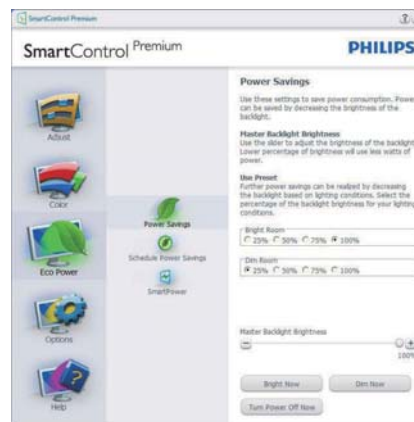 SmartControl Premium
SmartControl Premium
PHILIPS
Adjust
Color
Eco Power
Options
Help
Power Savings
Schedule Power Savings
SmartPower
Power Savings
Use these settings to save power consumption. Power
can be saved by decreasing the brightness of the
backlight.
Master Backlight Brightness
Use the slider to adjust the brightness of the backlight
Lower percentage of brightness will use less watts of
power.
Use Preset
Further power savings can be realized by decreasing
the backlight based on lighting conditions. Select the
percentage of the backlight brightness for your lighting
conditions.
Bright Room
25% 50% 75% 100%
Dim Room
25% 50% 75% 100%
Master Backlight Brightness
100%
Bright Now Dim Now
Turn Power Off Now